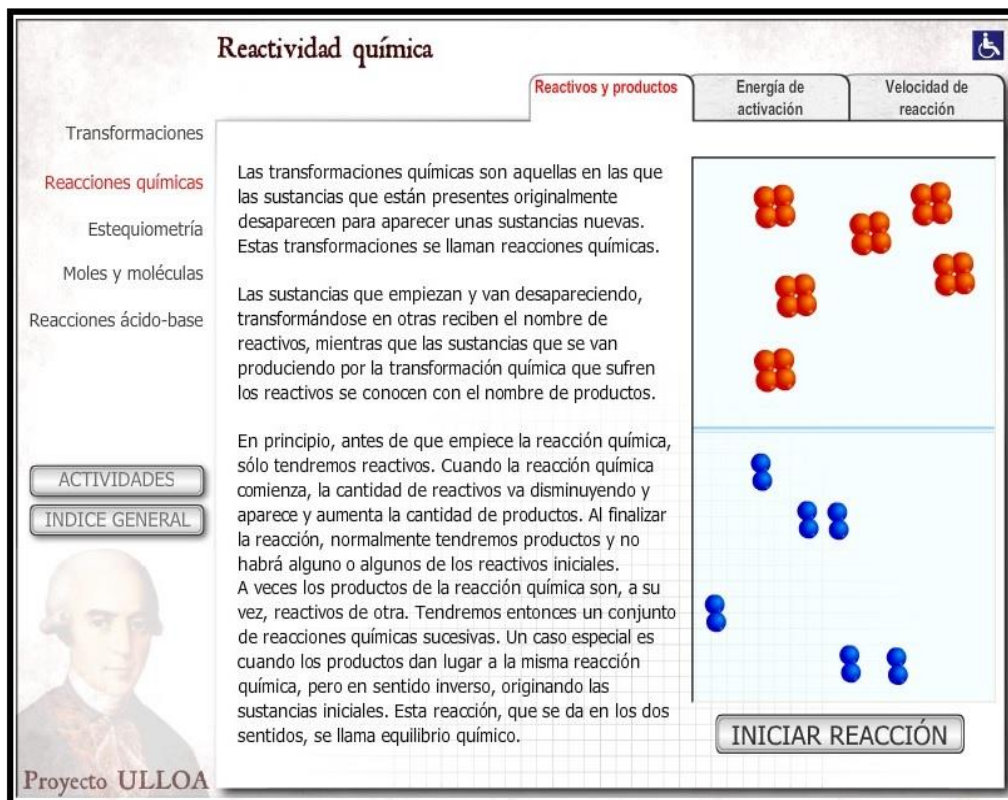 Reactividad química
Reactivos y productos
Energía de
activación
Velocidad de
reacción
Transformaciones
Reacciones químicas
Estequiometría
Moles y moléculas
Reacciones ácido-base
ACTIVIDADES
INDICE GENERAL
Proyecto ULLOA
Las transformaciones químicas son aquellas en las que
las sustancias que están presentes originalmente
desaparecen para aparecer unas sustancias nuevas.
Estas transformaciones se llaman reacciones químicas.
Las sustancias que empiezan y van desapareciendo,
transformándose en otras reciben el nombre de
reactivos, mientras que las sustancias que se van
produciendo por la transformación química que sufren
los reactivos se conocen con el nombre de productos.
En principio, antes de que empiece la reacción química,
sólo tendremos reactivos. Cuando la reacción química
comienza, la cantidad de reactivos va disminuyendo y
aparece y aumenta la cantidad de productos. Al finalizar
la reacción, normalmente tendremos productos y no
habrá alguno o algunos de los reactivos iniciales.
A veces los productos de la reacción química son, a su
vez, reactivos de otra. Tendremos entonces un conjunto
de reacciones químicas sucesivas. Un caso especial es
cuando los productos dan lugar a la misma reacción
química, pero en sentido inverso, originando las
sustancias iniciales. Esta reacción, que se da en los dos
sentidos, se llama equilibrio químico.
INICIAR REACCIÓN